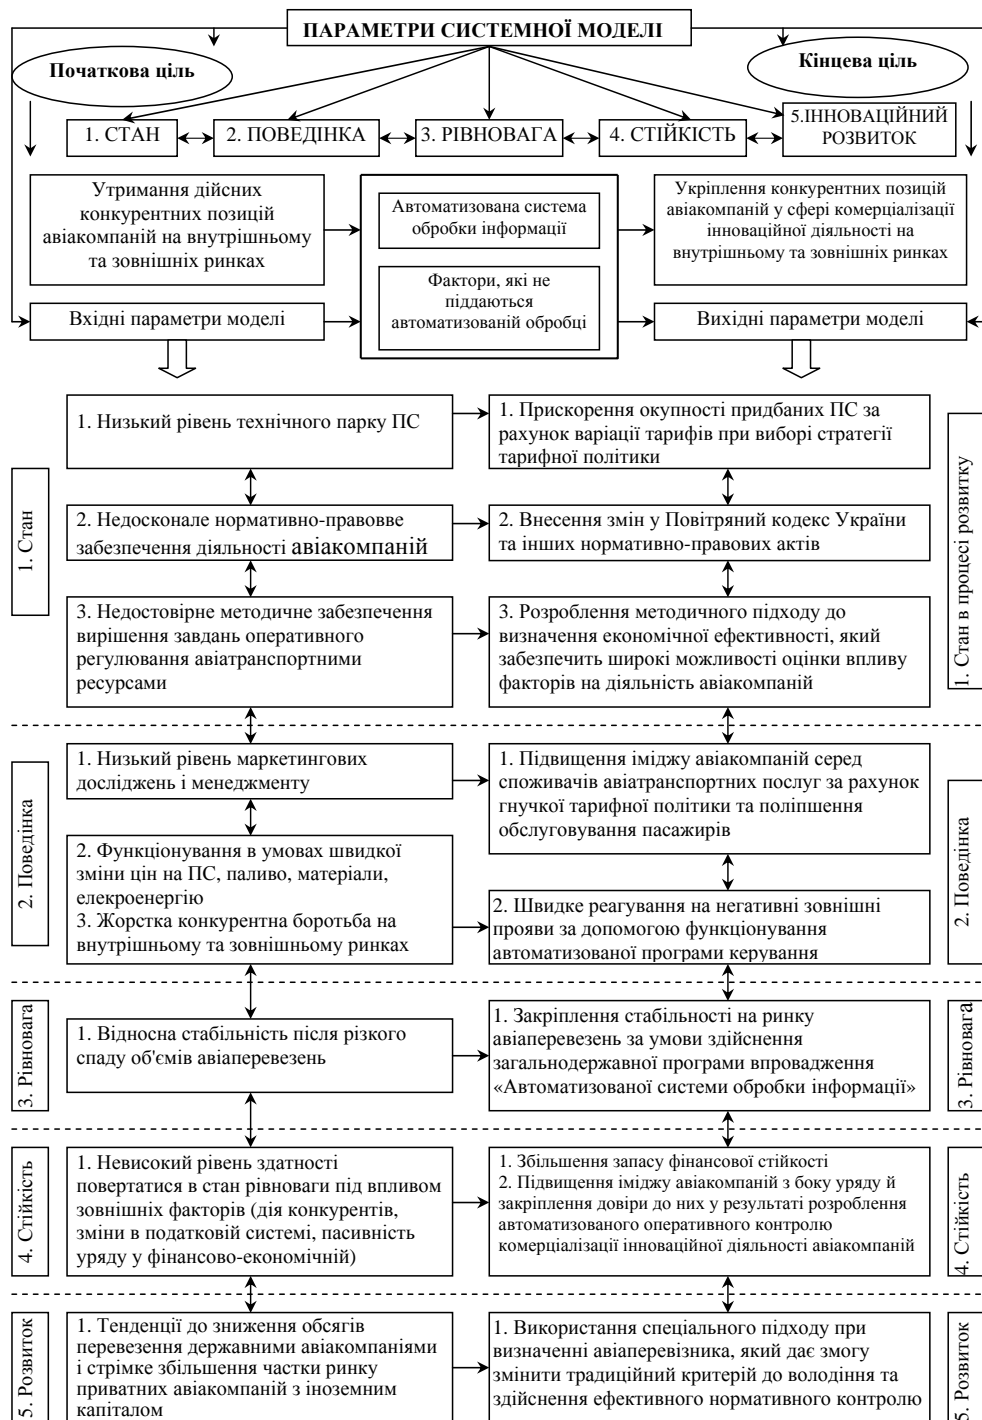 ПАРАМЕТРИ СИСТЕМНОЇ МОДЕЛІ
Початкова ціль
Кінцева ціль
1. СТАН
2. ПОВЕДІНКА
3. РІВНОВАГА
4. СТІЙКІСТЬ
5.ІННОВАЦІЙНИЙ
РОЗВИТОК
Утримання дійсних
конкурентних позицій
авіакомпаній на внутрішньому
та зовнішніх ринках
Автоматизована система
обробки інформації
Фактори, які не
піддаються
автоматизованій обробці
Укріплення конкурентних позицій
авіакомпаній у сфері комерціалізації
інноваційної діяльності на
внутрішньому та зовнішніх ринках
Вхідні параметри моделі
Вихідні параметри моделі
1. Стан
1. Низький рівень технічного парку ПС
1. Прискорення окупності придбаних ПС за
рахунок варіації тарифів при виборі стратегії
тарифної політики
1. Стан в процесі розвитку
2. Недосконале нормативно-правовве
забезпечення діяльності авіакомпаній
2. Внесення змін у Повітряний кодекс України
та інших нормативно-правових актів
3. Недостовірне методичне забезпечення
вирішення завдань оперативного
регулювання авіатранспортними
ресурсами
3. Розроблення методичного підходу до
визначення економічної ефективності, який
забезпечить широкі можливості оцінки впливу
факторів на діяльність авіакомпаній
2. Поведінка
1. Низький рівень маркетингових
досліджень і менеджменту
1. Підвищення іміджу авіакомпаній серед
споживачів авіатранспортних послуг за рахунок
гнучкої тарифної політики та поліпшення
обслуговування пасажирів
2. Поведінка
2. Функціонування в умовах швидкої
зміни цін на ПС, паливо, матеріали,
елекроенергію
3. Жорстка конкурентна боротьба на
внутрішньому та зовнішньому ринках
2. Швидке реагування на негативні зовнішні
прояви за допомогою функціонування
автоматизованої програми керування
3. Рівновага
1. Відносна стабільність після різкого
спаду об'ємів авіаперевезень
1. Закріплення стабільності на ринку
авіаперевезень за умови здійснення
загальнодержавної програми впровадження
«Автоматизованої системи обробки інформації»
3. Рівновага
4. Стійкість
1. Невисокий рівень здатності
повертатися в стан рівноваги під впливом
зовнішніх факторів (дія конкурентів,
зміни в податковій системі, пасивність
уряду у фінансово-економічній)
1. Збільшення запасу фінансової стійкості
2. Підвищення іміджу авіакомпаній з боку уряду й
закріплення довіри до них у результаті розроблення
автоматизованого оперативного контролю
комерціалізації інноваційної діяльності авіакомпаній
4. Стійкість
5. Розвиток
1. Тенденції до зниження обсягів
перевезення державними авіакомпаніями
і стрімке збільшення частки ринку
приватних авіакомпаній з іноземним
капіталом
1. Використання спеціального підходу при
визначенні авіаперевізника, який дає змогу
змінити традиційний критерій до володіння та
здійснення ефективного нормативного контролю
5. Розвиток